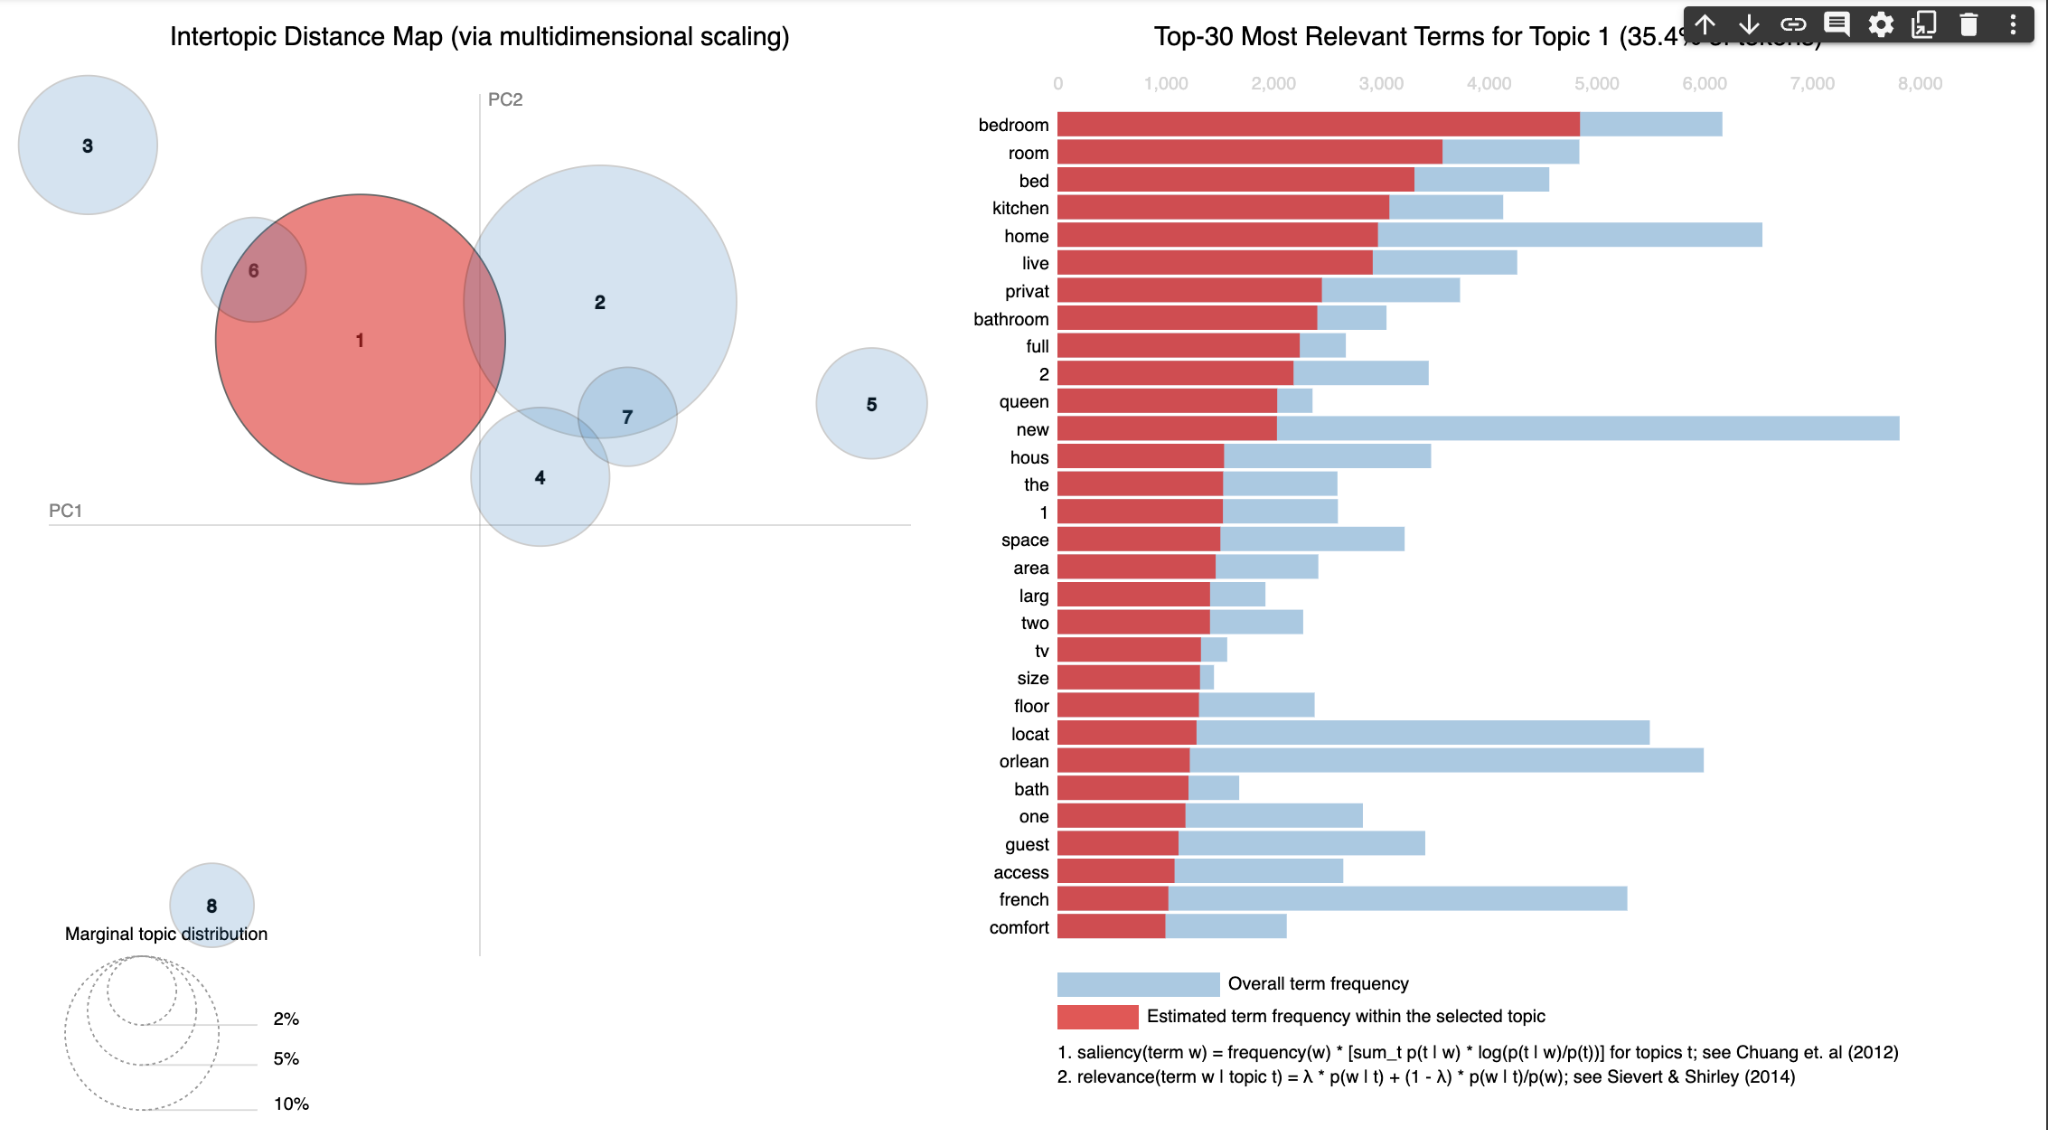 Intertopic Distance Map (via multidimensional scaling)
PC2
PC1
3
6
1
2
7
4
5
8
Marginal topic distribution
2%
5%
10%
Top-30 Most Relevant Terms for Topic 1 (35.4% of tokens)
0 1,000 2,000 3,000 4,000 5,000 6,000 7,000 8,000
bedroom
room
bed
kitchen
home
live
privat
bathroom
full
2
queen
new
hous
the
1
space
area
larg
two
tv
size
floor
locat
orlean
bath
one
guest
access
french
comfort
Overall term frequency
Estimated term frequency within the selected topic
1. saliency(term w) = frequency(w) * [sum_t p(t | w) * log(p(t | w)/p(t))] for topics t; see Chuang et. al (2012)
2. relevance(term w | topic t) = λ * p(w | t) + (1 - λ) * p(w | t)/p(w); see Sievert & Shirley (2014)